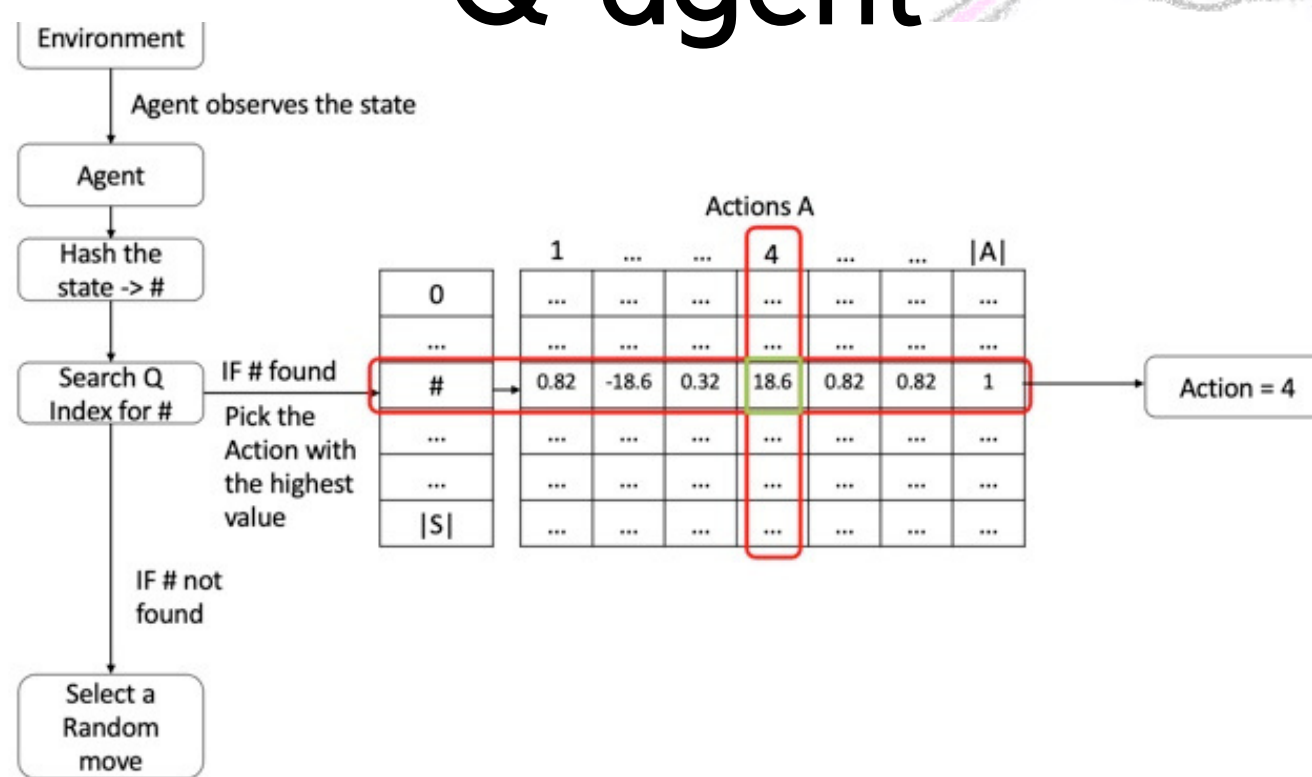 Q agent
Environment
Agent observes the state
Agent
Hash the
state -> #
Search Q
Index for #
IF # found
Pick the
Action with
the highest
value
IF # not
found
Select a
Random
move
Actions A
1 ... ... 4 ... ... |A|
0 ... ... ... ... ... ... ...
... ... ... ... ... ... ... ...
# 0.82 -18.6 0.32 18.6 0.82 0.82 1
... ... ... ... ... ... ... ...
... ... ... ... ... ... ... ...
|S| ... ... ... ... ... ... ...
Action = 4